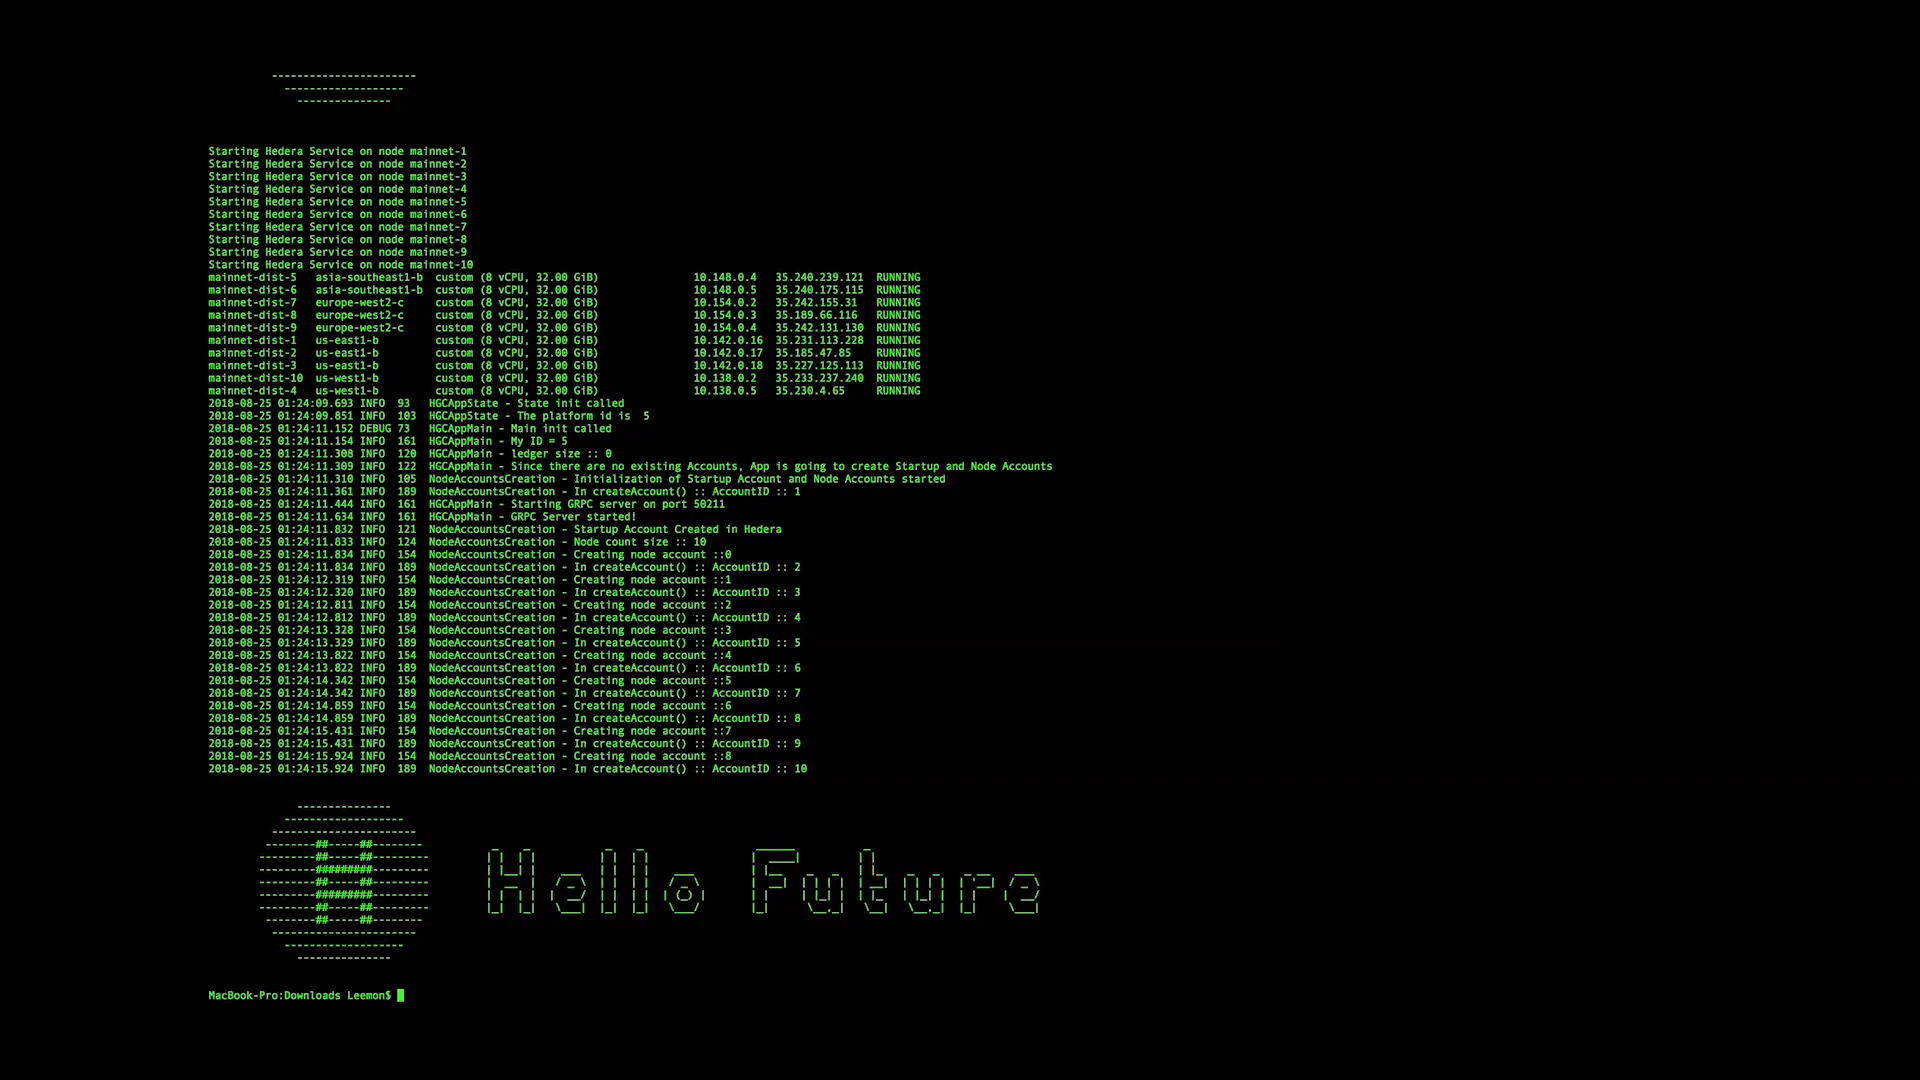 Starting Hedera Service on node mainnet-1
Starting Hedera Service on node mainnet-2
Starting Hedera Service on node mainnet-3
Starting Hedera Service on node mainnet-4
Starting Hedera Service on node mainnet-5
Starting Hedera Service on node mainnet-6
Starting Hedera Service on node mainnet-7
Starting Hedera Service on node mainnet-8
Starting Hedera Service on node mainnet-9
Starting Hedera Service on node mainnet-10
mainnet-dist-5 asia-southeast1-b custom (8 vCPU, 32.00 GiB) 10.148.0.4 35.240.239.121 RUNNING
mainnet-dist-6 asia-southeast1-b custom (8 vCPU, 32.00 GiB) 10.148.0.5 35.240.175.115 RUNNING
mainnet-dist-7 europe-west2-c custom (8 vCPU, 32.00 GiB) 10.154.0.2 35.242.155.31 RUNNING
mainnet-dist-8 europe-west2-c custom (8 vCPU, 32.00 GiB) 10.154.0.3 35.189.66.116 RUNNING
mainnet-dist-9 europe-west2-c custom (8 vCPU, 32.00 GiB) 10.154.0.4 35.242.131.130 RUNNING
mainnet-dist-1 us-east1-b custom (8 vCPU, 32.00 GiB) 10.142.0.16 35.231.113.228 RUNNING
mainnet-dist-2 us-east1-b custom (8 vCPU, 32.00 GiB) 10.142.0.17 35.185.47.85 RUNNING
mainnet-dist-3 us-east1-b custom (8 vCPU, 32.00 GiB) 10.142.0.18 35.227.125.113 RUNNING
mainnet-dist-10 us-west1-b custom (8 vCPU, 32.00 GiB) 10.138.0.2 35.233.237.240 RUNNING
mainnet-dist-4 us-west1-b custom (8 vCPU, 32.00 GiB) 10.138.0.5 35.230.4.65 RUNNING
2018-08-25 01:24:09.693 INFO 93 HGCAppState - State init called
2018-08-25 01:24:09.851 INFO 103 HGCAppState - The platform id is 5
2018-08-25 01:24:11.152 DEBUG 73 HGCAppMain - Main init called
2018-08-25 01:24:11.154 INFO 161 HGCAppMain - My ID = 5
2018-08-25 01:24:11.308 INFO 120 HGCAppMain - ledger size :: 0
2018-08-25 01:24:11.309 INFO 122 HGCAppMain - Since there are no existing Accounts, App is going to create Startup and Node Accounts
2018-08-25 01:24:11.310 INFO 105 NodeAccountsCreation - Initialization of Startup Account and Node Accounts started
2018-08-25 01:24:11.361 INFO 189 NodeAccountsCreation - In createAccount() :: AccountID :: 1
2018-08-25 01:24:11.444 INFO 161 HGCAppMain - Starting GRPC server on port 50211
2018-08-25 01:24:11.634 INFO 161 HGCAppMain - GRPC Server started!
2018-08-25 01:24:11.832 INFO 121 NodeAccountsCreation - Startup Account Created in Hedera
2018-08-25 01:24:11.833 INFO 124 NodeAccountsCreation - Node count size :: 10
2018-08-25 01:24:11.834 INFO 154 NodeAccountsCreation - Creating node account ::0
2018-08-25 01:24:11.834 INFO 189 NodeAccountsCreation - In createAccount() :: AccountID :: 2
2018-08-25 01:24:12.319 INFO 154 NodeAccountsCreation - Creating node account ::1
2018-08-25 01:24:12.320 INFO 189 NodeAccountsCreation - In createAccount() :: AccountID :: 3
2018-08-25 01:24:12.811 INFO 154 NodeAccountsCreation - Creating node account ::2
2018-08-25 01:24:12.812 INFO 189 NodeAccountsCreation - In createAccount() :: AccountID :: 4
2018-08-25 01:24:13.328 INFO 154 NodeAccountsCreation - Creating node account ::3
2018-08-25 01:24:13.329 INFO 189 NodeAccountsCreation - In createAccount() :: AccountID :: 5
2018-08-25 01:24:13.822 INFO 154 NodeAccountsCreation - Creating node account ::4
2018-08-25 01:24:13.822 INFO 189 NodeAccountsCreation - In createAccount() :: AccountID :: 6
2018-08-25 01:24:14.342 INFO 154 NodeAccountsCreation - Creating node account ::5
2018-08-25 01:24:14.342 INFO 189 NodeAccountsCreation - In createAccount() :: AccountID :: 7
2018-08-25 01:24:14.859 INFO 154 NodeAccountsCreation - Creating node account ::6
2018-08-25 01:24:14.859 INFO 189 NodeAccountsCreation - In createAccount() :: AccountID :: 8
2018-08-25 01:24:15.431 INFO 154 NodeAccountsCreation - Creating node account ::7
2018-08-25 01:24:15.431 INFO 189 NodeAccountsCreation - In createAccount() :: AccountID :: 9
2018-08-25 01:24:15.924 INFO 154 NodeAccountsCreation - Creating node account ::8
2018-08-25 01:24:15.924 INFO 189 NodeAccountsCreation - In createAccount() :: AccountID :: 10
Hello Future
MacBook-Pro:Downloads Leemon$